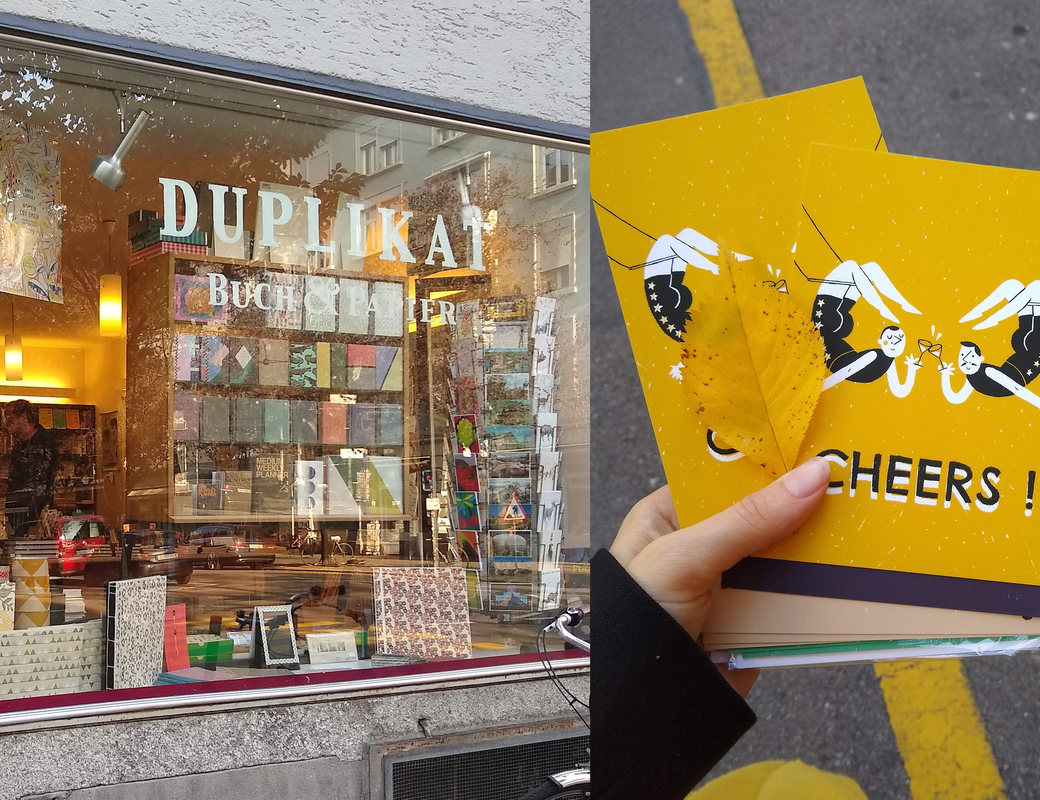 DUPLIKAT
BUCH & PAPIER
CHEERS !